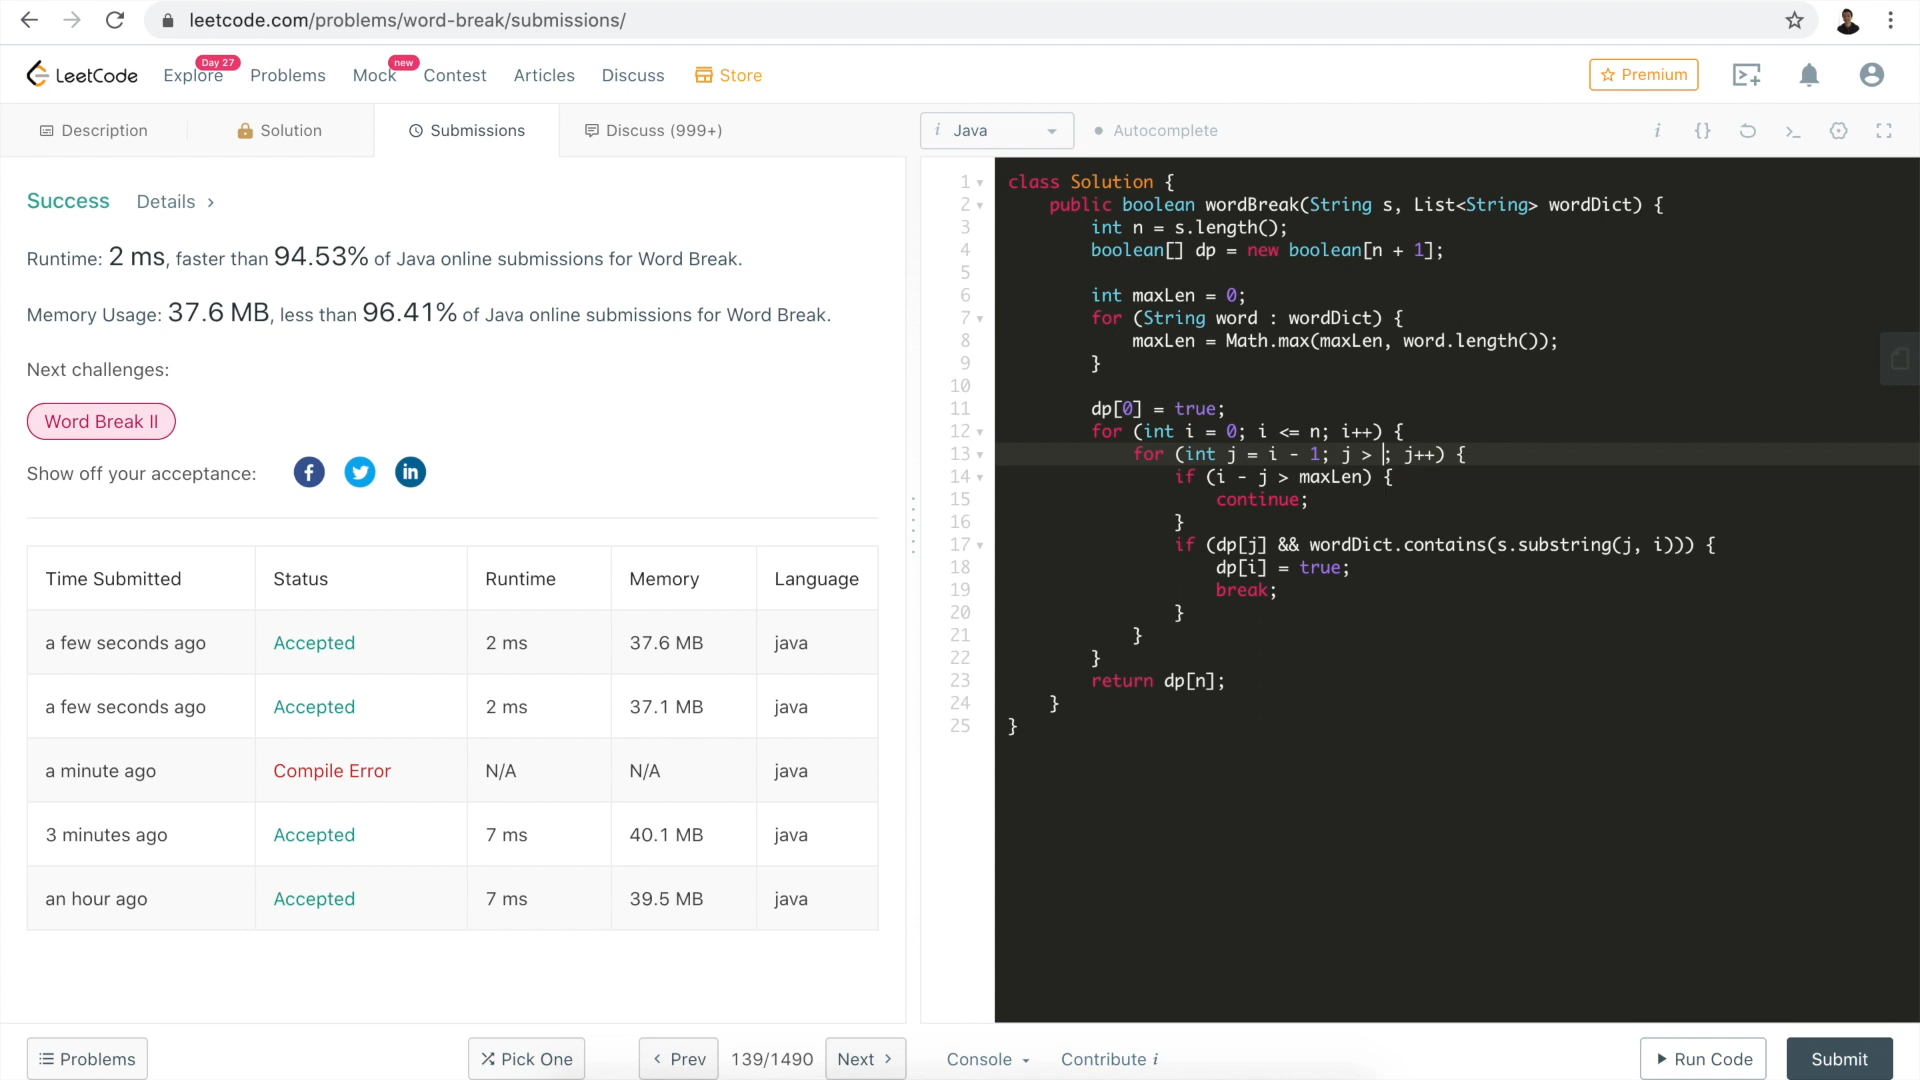 leetcode.com/problems/word-break/submissions/
LeetCode Explore Day 27 Problems Mock new Contest Articles Discuss Store Premium
Description Solution Submissions Discuss (999+) i Java Autocomplete i {}
Success Details >
Runtime: 2 ms, faster than 94.53% of Java online submissions for Word Break.
Memory Usage: 37.6 MB, less than 96.41% of Java online submissions for Word Break.
Next challenges:
Word Break II
Show off your acceptance:
Time Submitted Status Runtime Memory Language
a few seconds ago Accepted 2 ms 37.6 MB java
a few seconds ago Accepted 2 ms 37.1 MB java
a minute ago Compile Error N/A N/A java
3 minutes ago Accepted 7 ms 40.1 MB java
an hour ago Accepted 7 ms 39.5 MB java
1 class Solution {
2 public boolean wordBreak(String s, List<String> wordDict) {
3 int n = s.length();
4 boolean[] dp = new boolean[n + 1];
5
6 int maxLen = 0;
7 for (String word : wordDict) {
8 maxLen = Math.max(maxLen, word.length());
9 }
10
11 dp[0] = true;
12 for (int i = 0; i <= n; i++) {
13 for (int j = i - 1; j > ; j++) {
14 if (i - j > maxLen) {
15 continue;
16 }
17 if (dp[j] && wordDict.contains(s.substring(j, i))) {
18 dp[i] = true;
19 break;
20 }
21 }
22 }
23 return dp[n];
24 }
25 }
Problems Pick One < Prev 139/1490 Next > Console Contribute i Run Code Submit